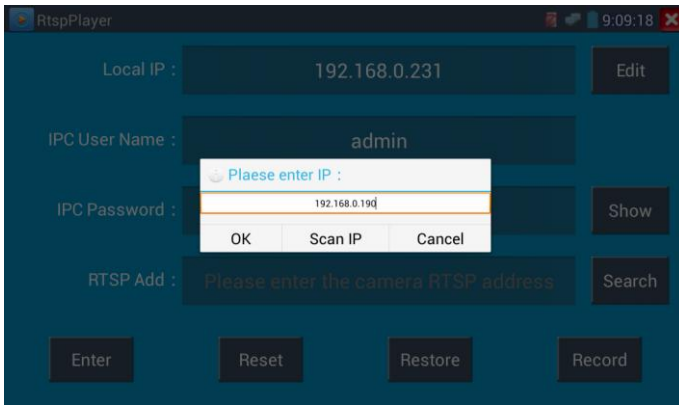 RtspPlayer 9:09:18
Local IP : 192.168.0.231 Edit
IPC User Name : admin
Plaese enter IP :
192.168.0.190
IPC Password : Show
OK Scan IP Cancel
RTSP Add : Please enter the camera RTSP address Search
Enter Reset Restore Record